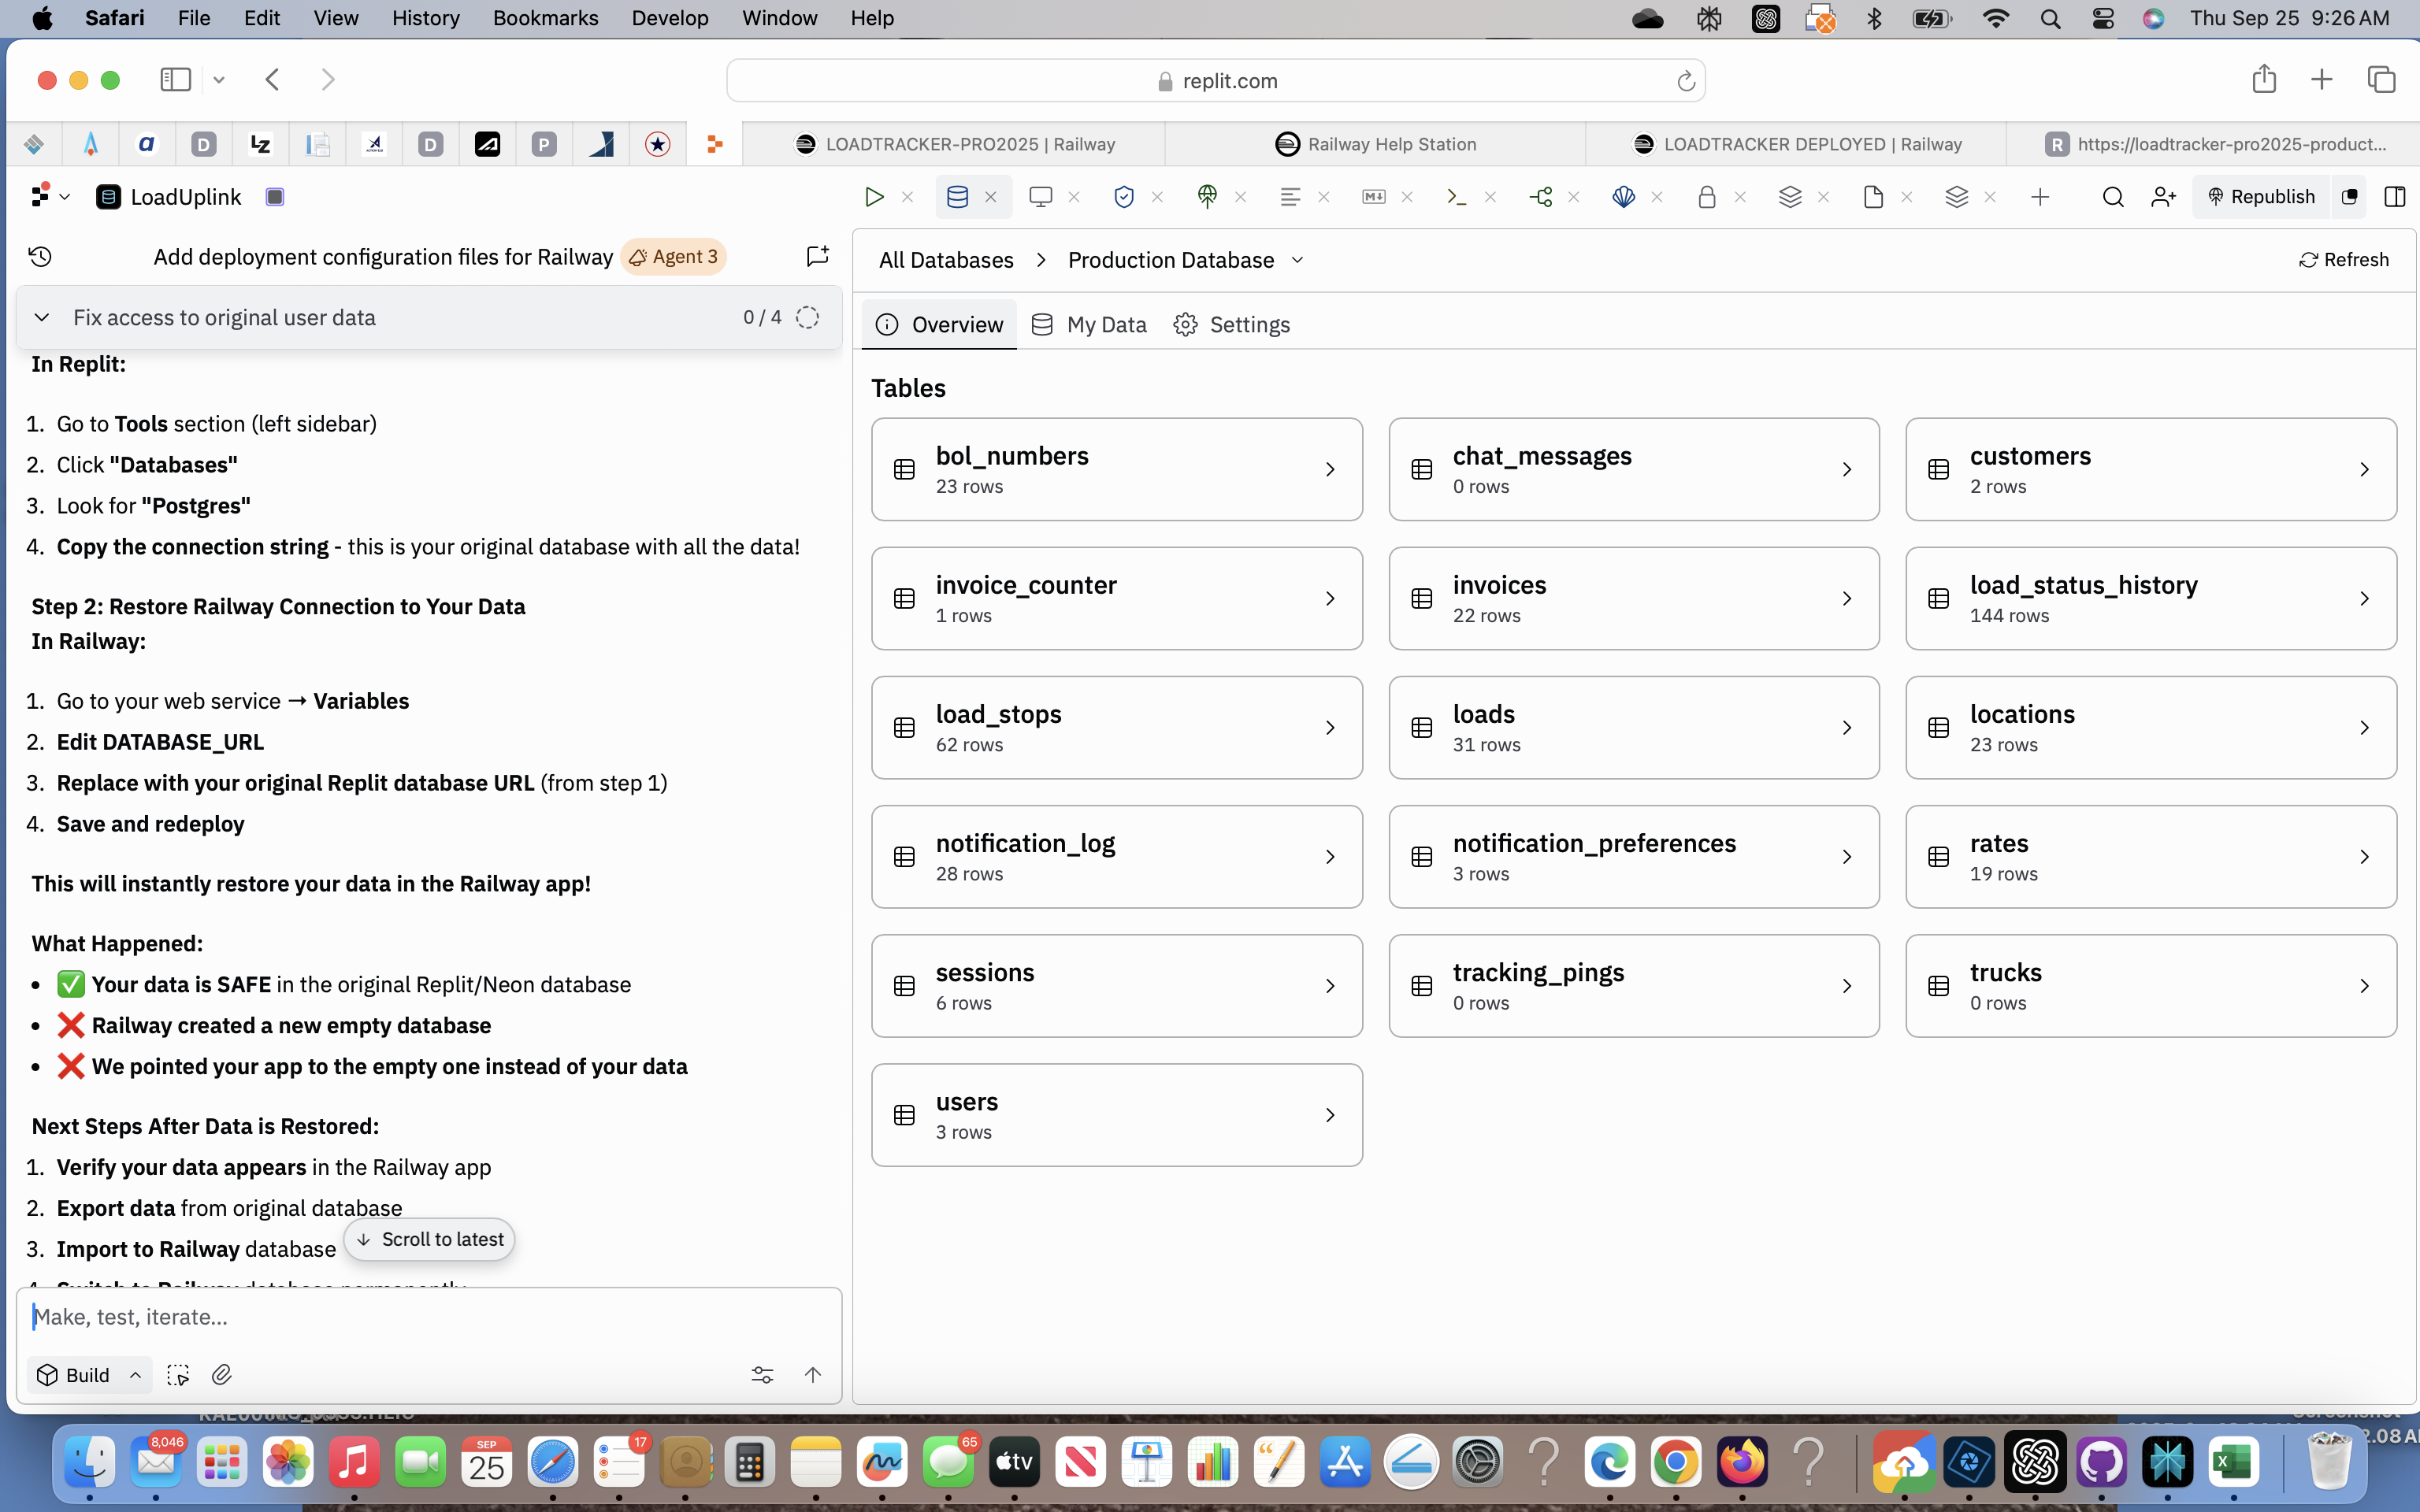 Safari File Edit View History Bookmarks Develop Window Help Thu Sep 25 9:26 AM
replit.com
LOADTRACKER-PRO2025 | Railway
Railway Help Station
LOADTRACKER DEPLOYED | Railway
https://loadtracker-pro2025-product...
LoadUplink
Republish
Add deployment configuration files for Railway Agent 3
Fix access to original user data 0 / 4
In Replit:
1. Go to Tools section (left sidebar)
2. Click "Databases"
3. Look for "Postgres"
4. Copy the connection string - this is your original database with all the data!
Step 2: Restore Railway Connection to Your Data
In Railway:
1. Go to your web service → Variables
2. Edit DATABASE_URL
3. Replace with your original Replit database URL (from step 1)
4. Save and redeploy
This will instantly restore your data in the Railway app!
What Happened:
• ✅ Your data is SAFE in the original Replit/Neon database
• ❌ Railway created a new empty database
• ❌ We pointed your app to the empty one instead of your data
Next Steps After Data is Restored:
1. Verify your data appears in the Railway app
2. Export data from original database
3. Import to Railway database
4. Switch to Railway database permanently
↓ Scroll to latest
Make, test, iterate...
Build
All Databases > Production Database
Refresh
Overview
My Data
Settings
Tables
bol_numbers
23 rows
chat_messages
0 rows
customers
2 rows
invoice_counter
1 rows
invoices
22 rows
load_status_history
144 rows
load_stops
62 rows
loads
31 rows
locations
23 rows
notification_log
28 rows
notification_preferences
3 rows
rates
19 rows
sessions
6 rows
tracking_pings
0 rows
trucks
0 rows
users
3 rows
8,046
SEP
25
17
65
tv